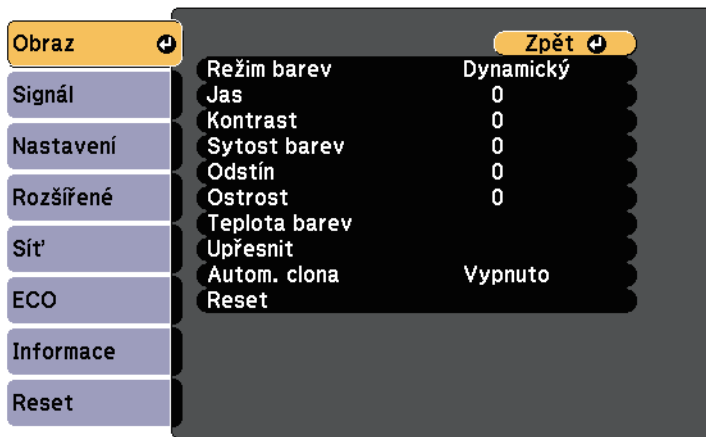 Obraz
Signál
Nastavení
Rozšířené
Síť
ECO
Informace
Reset
Zpět
Režim barev Dynamický
Jas 0
Kontrast 0
Sytost barev 0
Odstín 0
Ostrost 0
Teplota barev
Upřesnit
Autom. clona Vypnuto
Reset